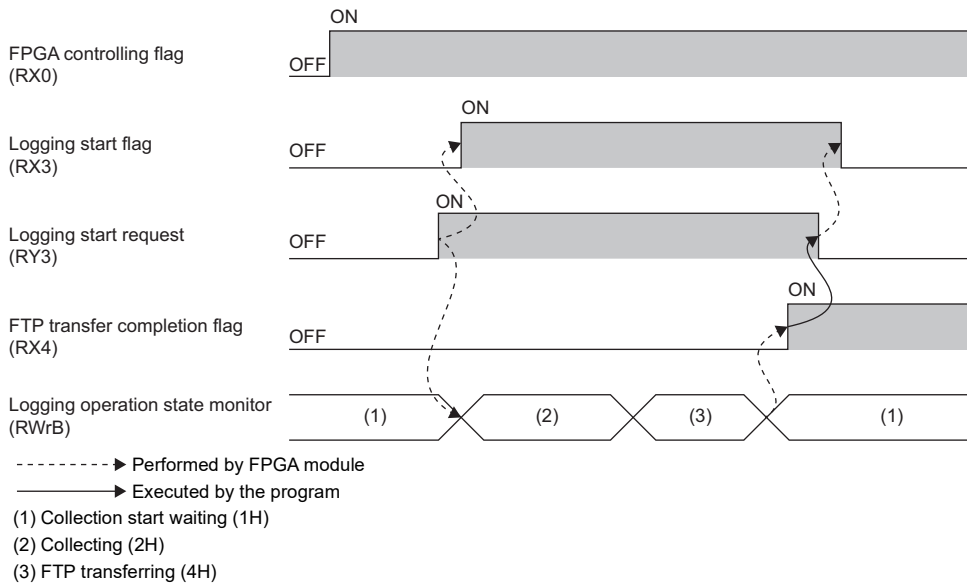 ON
FPGA controlling flag
(RX0)
OFF
ON
Logging start flag
(RX3)
OFF
ON
Logging start request
(RY3)
OFF
ON
FTP transfer completion flag
(RX4)
OFF
Logging operation state monitor
(RWrB)
(1) (2) (3) (1)
Performed by FPGA module
Executed by the program
(1) Collection start waiting (1H)
(2) Collecting (2H)
(3) FTP transferring (4H)